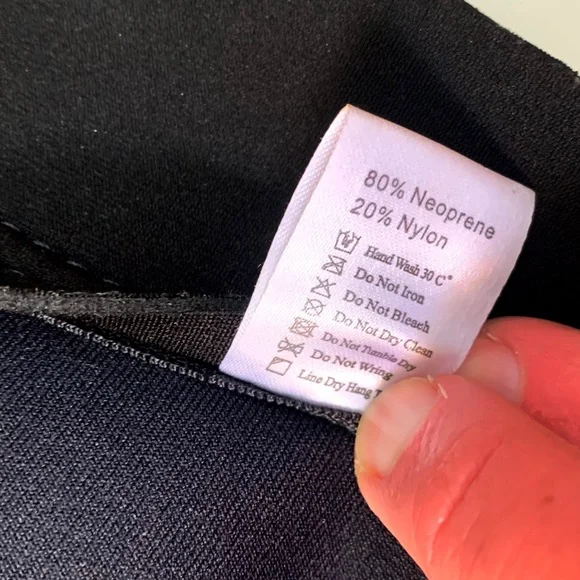 80% Neoprene
20% Nylon
Hand Wash 30 C°
Do Not Iron
Do Not Bleach
Do Not Dry Clean
Do Not Tumble Dry
Do Not Wring
Line Dry Hang